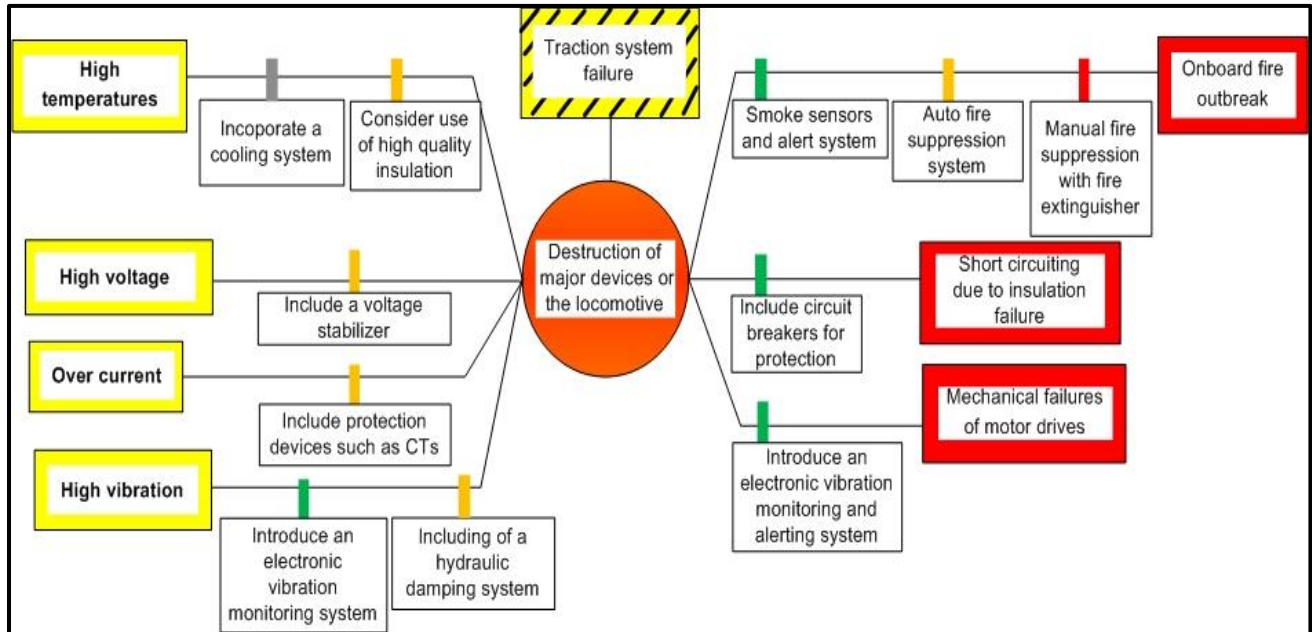 High
temperatures
Incoporate a
cooling system
Consider use
of high quality
insulation
High voltage
Include a voltage
stabilizer
Over current
Include protection
devices such as CTs
High vibration
Introduce an
electronic
vibration
monitoring system
Including of a
hydraulic
damping system
Traction system
failure
Destruction of
major devices or
the locomotive
Smoke sensors
and alert system
Auto fire
suppression
system
Manual fire
suppression
with fire
extinguisher
Onboard fire
outbreak
Include circuit
breakers for
protection
Short circuiting
due to insulation
failure
Introduce an
electronic vibration
monitoring and
alerting system
Mechanical failures
of motor drives